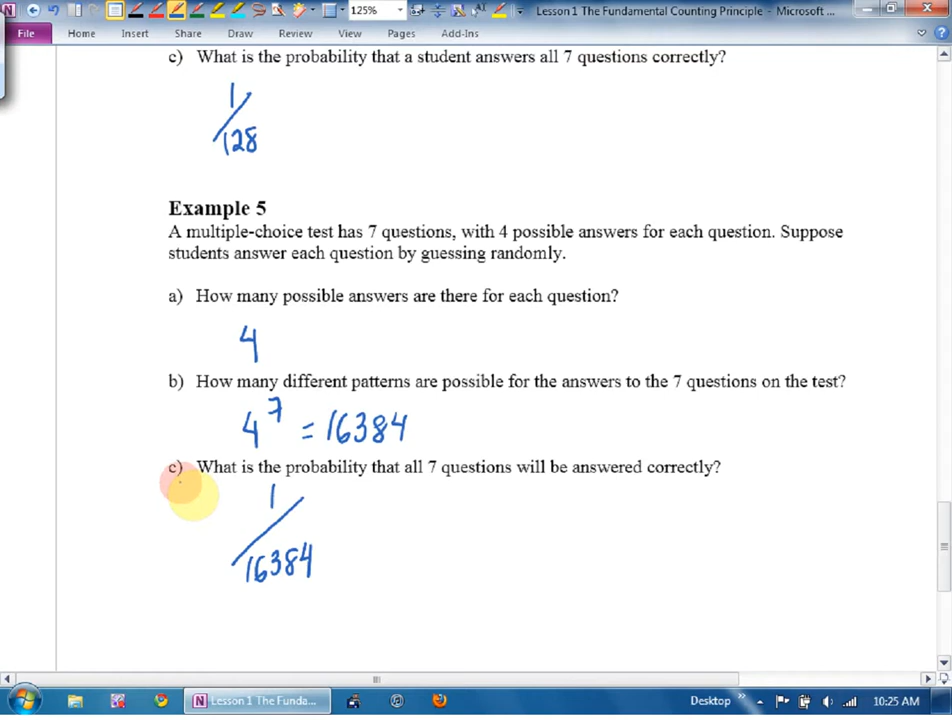 125%
Lesson 1 The Fundamental Counting Principle - Microsoft ...
File Home Insert Share Draw Review View Pages Add-Ins
c) What is the probability that a student answers all 7 questions correctly?
1
/
128
Example 5
A multiple-choice test has 7 questions, with 4 possible answers for each question. Suppose
students answer each question by guessing randomly.
a) How many possible answers are there for each question?
4
b) How many different patterns are possible for the answers to the 7 questions on the test?
4^7 = 16384
c) What is the probability that all 7 questions will be answered correctly?
1
/
16384
Lesson 1 The Funda... Desktop 10:25 AM